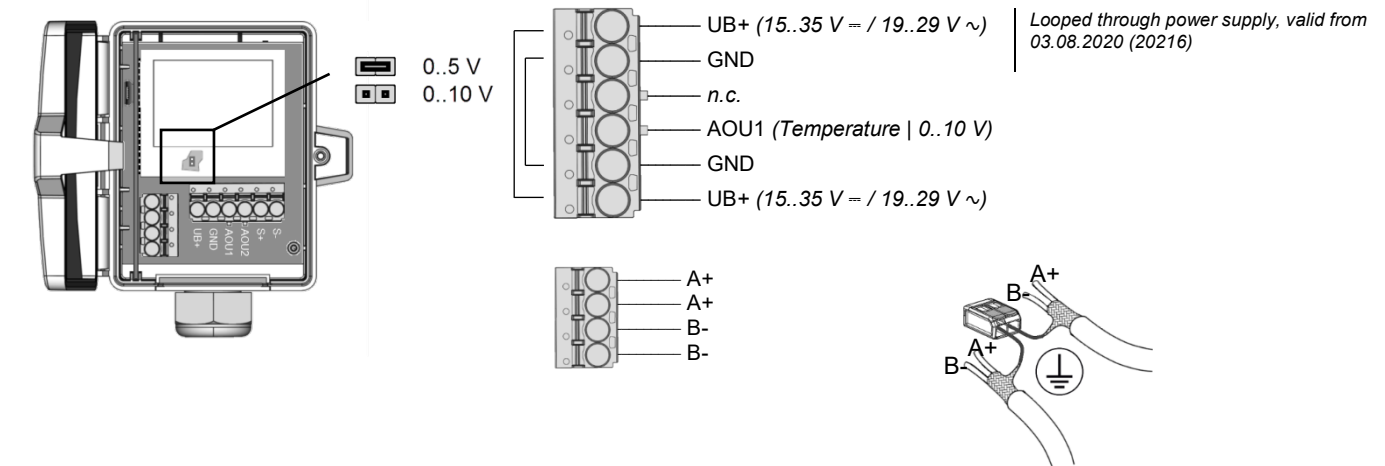 0..5 V
0..10 V
UB+ (15..35 V ⎓ / 19..29 V ∿)
GND
n.c.
AOU1 (Temperature | 0..10 V)
GND
UB+ (15..35 V ⎓ / 19..29 V ∿)
Looped through power supply, valid from
03.08.2020 (20216)
UB+
GND
AOU1
AOU2
S+
S-
A+
A+
B-
B-
A+
B-
A+
B-